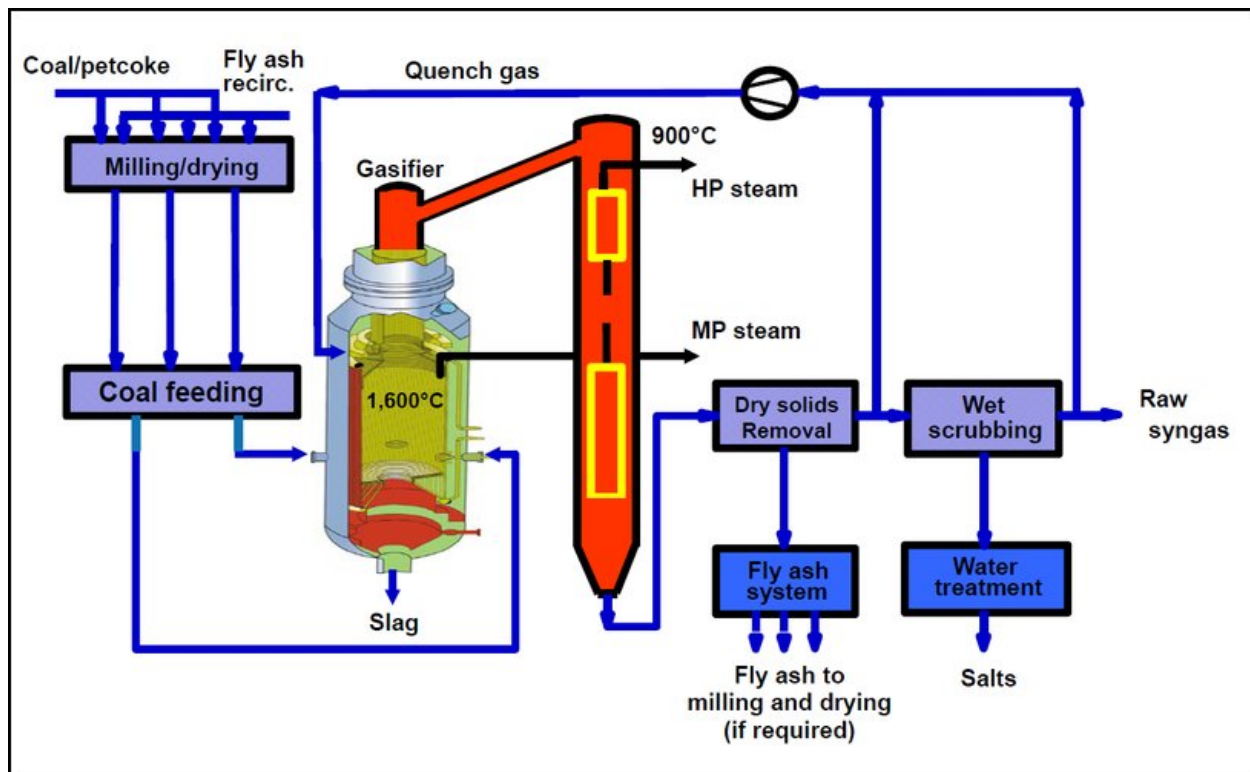 Coal/petcoke
Fly ash
recirc.
Quench gas
Milling/drying
Gasifier
900°C
HP steam
MP steam
Coal feeding
1,600°C
Dry solids
Removal
Wet
scrubbing
Raw
syngas
Slag
Fly ash
system
Water
treatment
Fly ash to
milling and drying
(if required)
Salts